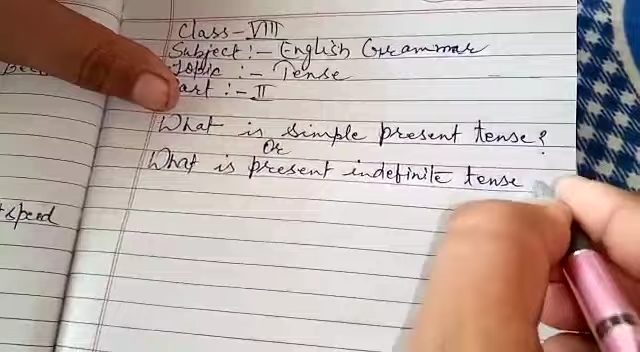 Class-VIII
Subject :- English Grammar
Topic :- Tense
Part :- II
What is simple present tense?
Or
What is present indefinite tense
speed